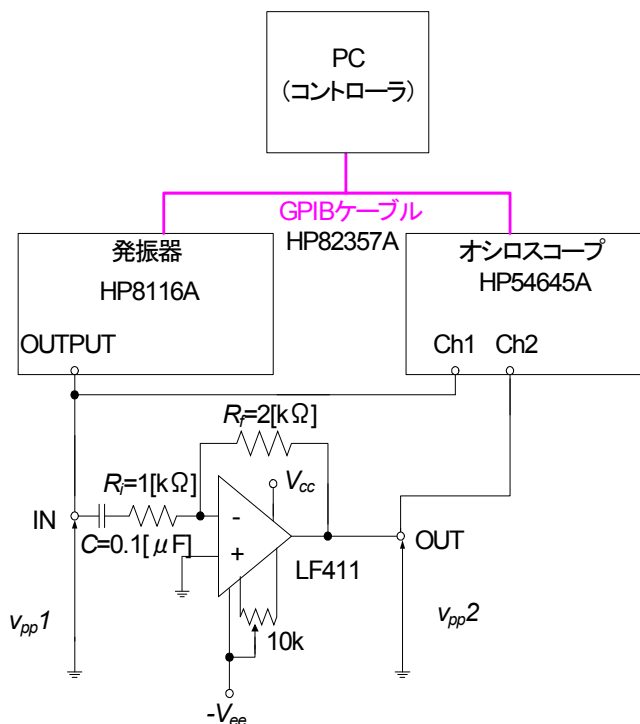 PC
(コントローラ)
GPIBケーブル
HP82357A
発振器
HP8116A
OUTPUT
オシロスコープ
HP54645A
Ch1 Ch2
Rf=2[kΩ]
Ri=1[kΩ]
Vcc
IN
-
+
C=0.1[μF]
LF411
OUT
vpp1
10k
vpp2
-Vee